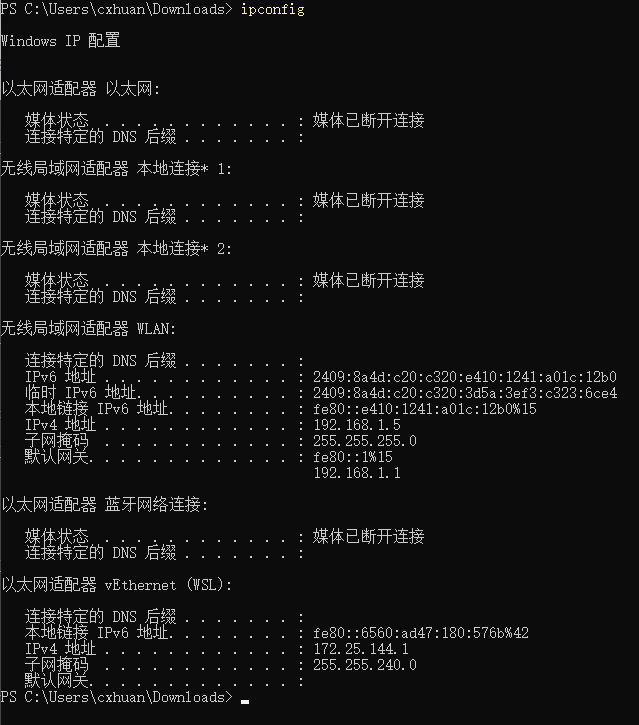 PS C:\Users\cxhuan\Downloads> ipconfig
Windows IP 配置
以太网适配器 以太网:
媒体状态  . . . . . . . . . . . . : 媒体已断开连接
连接特定的 DNS 后缀 . . . . . . . :
无线局域网适配器 本地连接* 1:
媒体状态  . . . . . . . . . . . . : 媒体已断开连接
连接特定的 DNS 后缀 . . . . . . . :
无线局域网适配器 本地连接* 2:
媒体状态  . . . . . . . . . . . . : 媒体已断开连接
连接特定的 DNS 后缀 . . . . . . . :
无线局域网适配器 WLAN:
连接特定的 DNS 后缀 . . . . . . . :
IPv6 地址 . . . . . . . . . . . . : 2409:8a4d:c20:c320:e410:1241:a01c:12b0
临时 IPv6 地址. . . . . . . . . . : 2409:8a4d:c20:c320:3d5a:3ef3:c323:6ce4
本地链接 IPv6 地址. . . . . . . . : fe80::e410:1241:a01c:12b0%15
IPv4 地址 . . . . . . . . . . . . : 192.168.1.5
子网掩码  . . . . . . . . . . . . : 255.255.255.0
默认网关. . . . . . . . . . . . . : fe80::1%15
192.168.1.1
以太网适配器 蓝牙网络连接:
媒体状态  . . . . . . . . . . . . : 媒体已断开连接
连接特定的 DNS 后缀 . . . . . . . :
以太网适配器 vEthernet (WSL):
连接特定的 DNS 后缀 . . . . . . . :
本地链接 IPv6 地址. . . . . . . . : fe80::6560:ad47:180:576b%42
IPv4 地址 . . . . . . . . . . . . : 172.25.144.1
子网掩码  . . . . . . . . . . . . : 255.255.240.0
默认网关. . . . . . . . . . . . . :
PS C:\Users\cxhuan\Downloads>